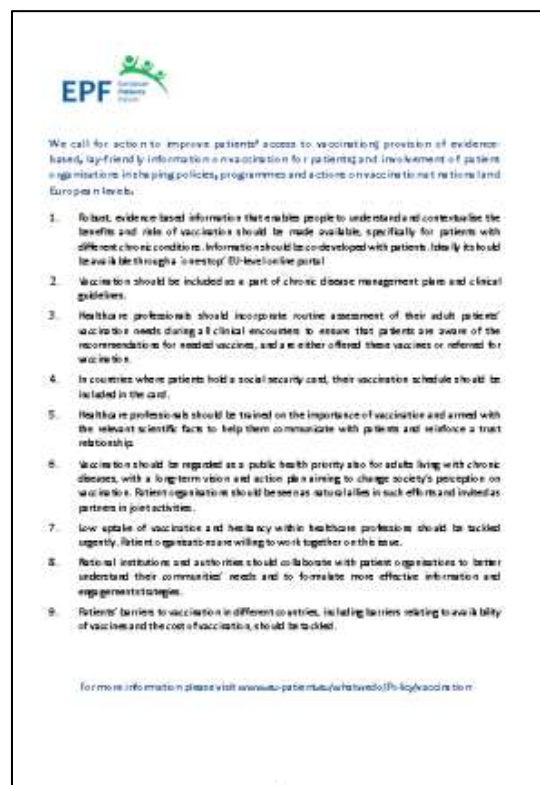 EPF European
Patients
Forum
We call for action to improve patients' access to vaccination; provision of evidence-
based, lay-friendly information on vaccination for patients; and involvement of patient
organisations in shaping policies, programmes and actions on vaccination at national and
European levels.
1. Robust, evidence-based information that enables people to understand and contextualise the
benefits and risks of vaccination should be made available, specifically for patients with
different chronic conditions. Information should be co-developed with patients. Ideally its hould
be available through a 'one stop' EU-level online portal
2. Vaccination should be included as a part of chronic disease management plans and clinical
guidelines.
3. Healthcare professionals should incorporate routine assessment of their adult patients'
vaccination needs during all clinical encounters to ensure that patients are aware of the
recommendations for needed vaccines, and are either offered these vaccines or referred for
vaccination.
4. In countries where patients hold a social security card, their vaccination schedule should be
included in the card.
5. Healthcare professionals should be trained on the importance of vaccination and armed with
the relevant scientific facts to help them communicate with patients and reinforce a trust
relationship.
6. Vaccination should be regarded as a public health priority also for adults living with chronic
diseases, with a long-term vision and action plan aiming to change society's perception on
vaccination. Patient organisations should be seen as natural allies in such efforts and invited as
partners in joint activities.
7. Low uptake of vaccination and hesitancy within healthcare professions should be tackled
urgently. Patient organisations are willing to work together on this issue.
8. National institutions and authorities should collaborate with patient organisations to better
understand their communities' needs and to formulate more effective information and
engagement strategies.
9. Patients' barriers to vaccination in different countries, including barriers relating to availability
of vaccines and the cost of vaccination, should be tackled.
For more information please visit www.eu-patient.eu/whatwedo/Policy/vaccination